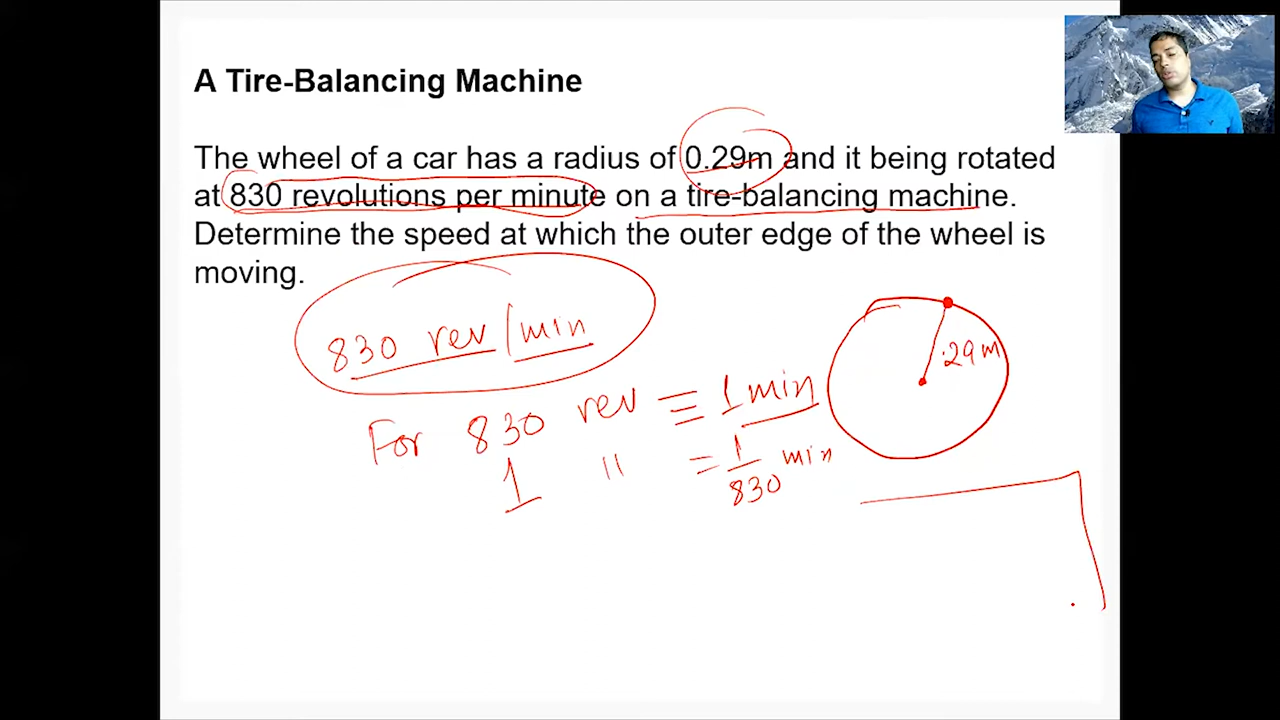 A Tire-Balancing Machine
The wheel of a car has a radius of 0.29m and it being rotated
at 830 revolutions per minute on a tire-balancing machine.
Determine the speed at which the outer edge of the wheel is
moving.
830 rev/min
.29m
For 830 rev ≡ 1 min
1 " = 1/830 min